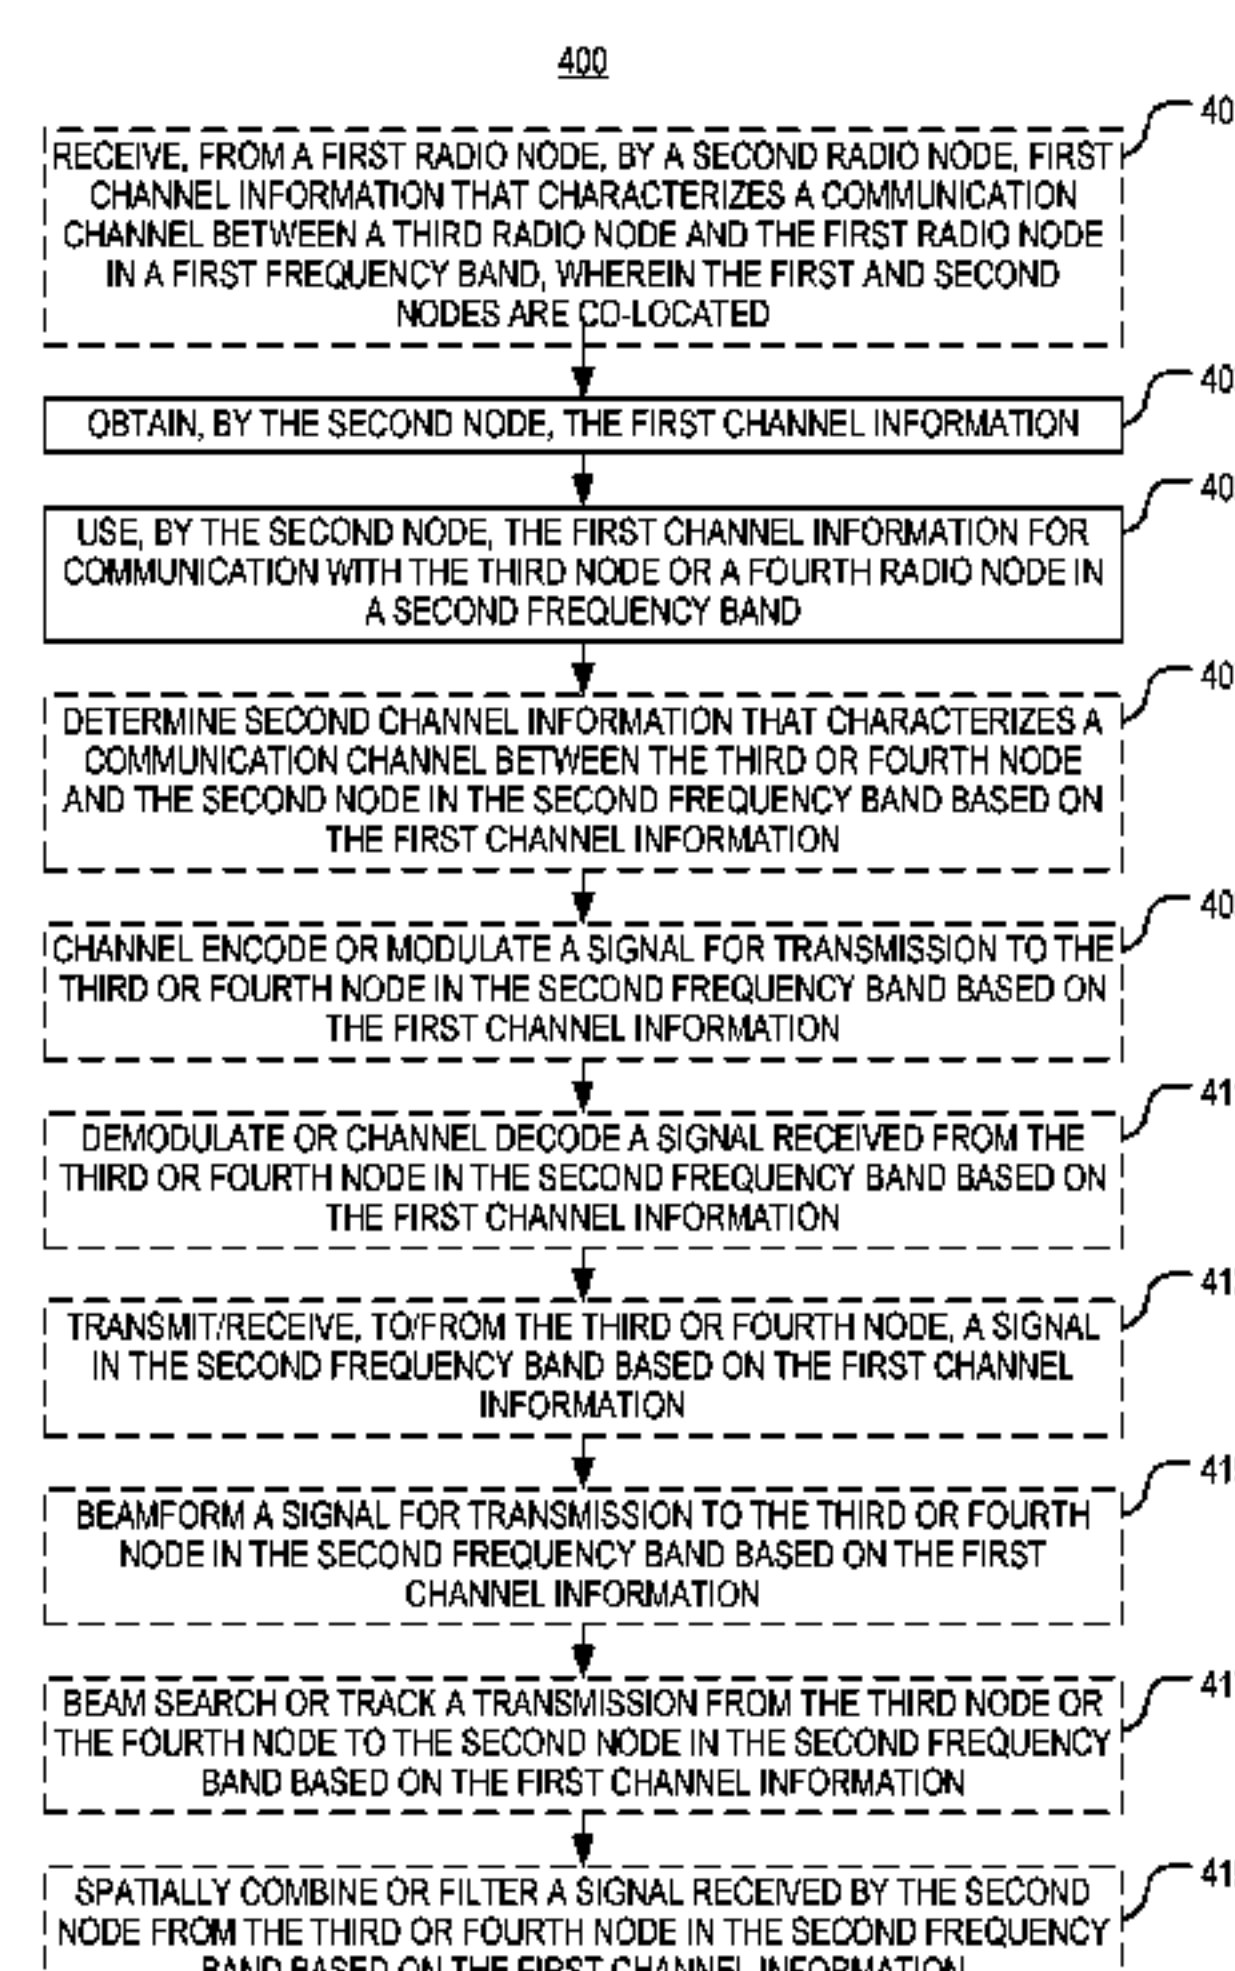 400
RECEIVE, FROM A FIRST RADIO NODE, BY A SECOND RADIO NODE, FIRST
CHANNEL INFORMATION THAT CHARACTERIZES A COMMUNICATION
CHANNEL BETWEEN A THIRD RADIO NODE AND THE FIRST RADIO NODE
IN A FIRST FREQUENCY BAND, WHEREIN THE FIRST AND SECOND
NODES ARE CO-LOCATED
OBTAIN, BY THE SECOND NODE, THE FIRST CHANNEL INFORMATION
USE, BY THE SECOND NODE, THE FIRST CHANNEL INFORMATION FOR
COMMUNICATION WITH THE THIRD NODE OR A FOURTH RADIO NODE IN
A SECOND FREQUENCY BAND
DETERMINE SECOND CHANNEL INFORMATION THAT CHARACTERIZES A
COMMUNICATION CHANNEL BETWEEN THE THIRD OR FOURTH NODE
AND THE SECOND NODE IN THE SECOND FREQUENCY BAND BASED ON
THE FIRST CHANNEL INFORMATION
CHANNEL ENCODE OR MODULATE A SIGNAL FOR TRANSMISSION TO THE
THIRD OR FOURTH NODE IN THE SECOND FREQUENCY BAND BASED ON
THE FIRST CHANNEL INFORMATION
DEMODULATE OR CHANNEL DECODE A SIGNAL RECEIVED FROM THE
THIRD OR FOURTH NODE IN THE SECOND FREQUENCY BAND BASED ON
THE FIRST CHANNEL INFORMATION
TRANSMIT/RECEIVE, TO/FROM THE THIRD OR FOURTH NODE, A SIGNAL
IN THE SECOND FREQUENCY BAND BASED ON THE FIRST CHANNEL
INFORMATION
BEAMFORM A SIGNAL FOR TRANSMISSION TO THE THIRD OR FOURTH
NODE IN THE SECOND FREQUENCY BAND BASED ON THE FIRST
CHANNEL INFORMATION
BEAM SEARCH OR TRACK A TRANSMISSION FROM THE THIRD NODE OR
THE FOURTH NODE TO THE SECOND NODE IN THE SECOND FREQUENCY
BAND BASED ON THE FIRST CHANNEL INFORMATION
SPATIALLY COMBINE OR FILTER A SIGNAL RECEIVED BY THE SECOND
NODE FROM THE THIRD OR FOURTH NODE IN THE SECOND FREQUENCY
BAND BASED ON THE FIRST CHANNEL INFORMATION